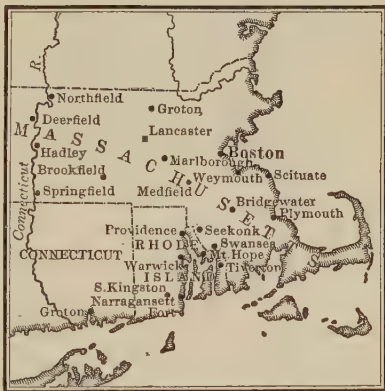 R.
Northfield
Groton
Deerfield
MASSACHUSETTS
Lancaster
Hadley
Boston
Marlborough
Brookfield
Weymouth
Scituate
Connecticut
Springfield
Medfield
Bridgewater
Plymouth
Providence
Seekonk
RHODE
Swansea
CONNECTICUT
Mt. Hope
Warwick
Tiverton
ISLAND
S. Kingston
Narragansett
Groton
Fort